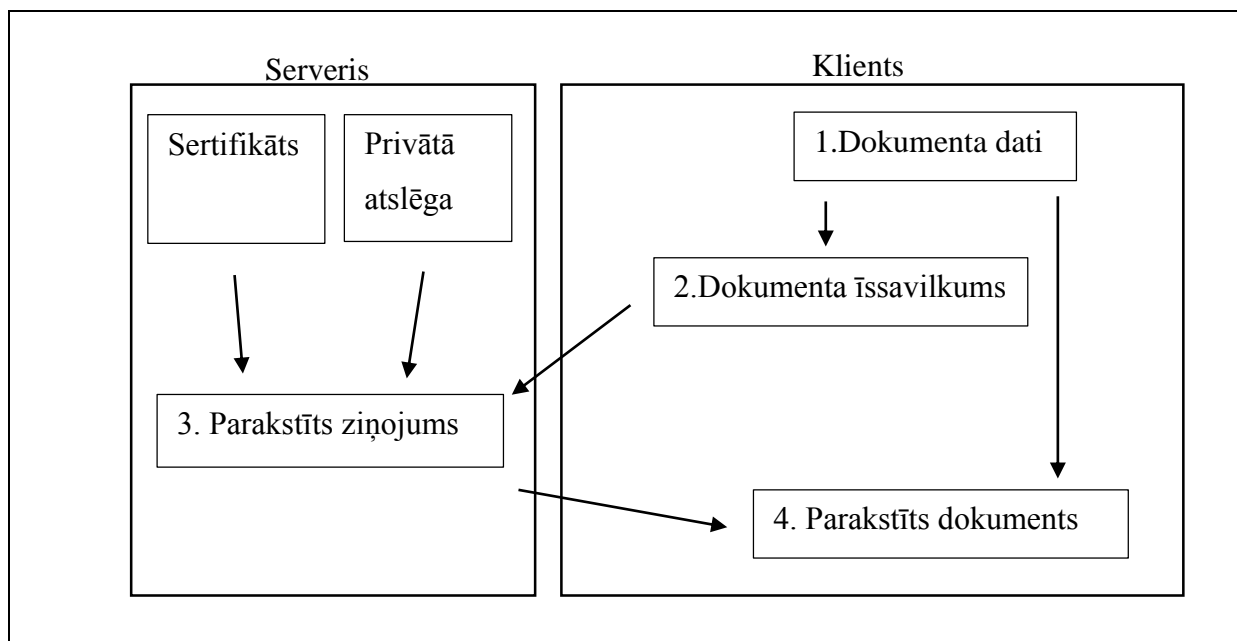 Serveris
Klients
Sertifikāts
Privātā
atslēga
1.Dokumenta dati
2.Dokumenta īssavilkums
3. Parakstīts ziņojums
4. Parakstīts dokuments